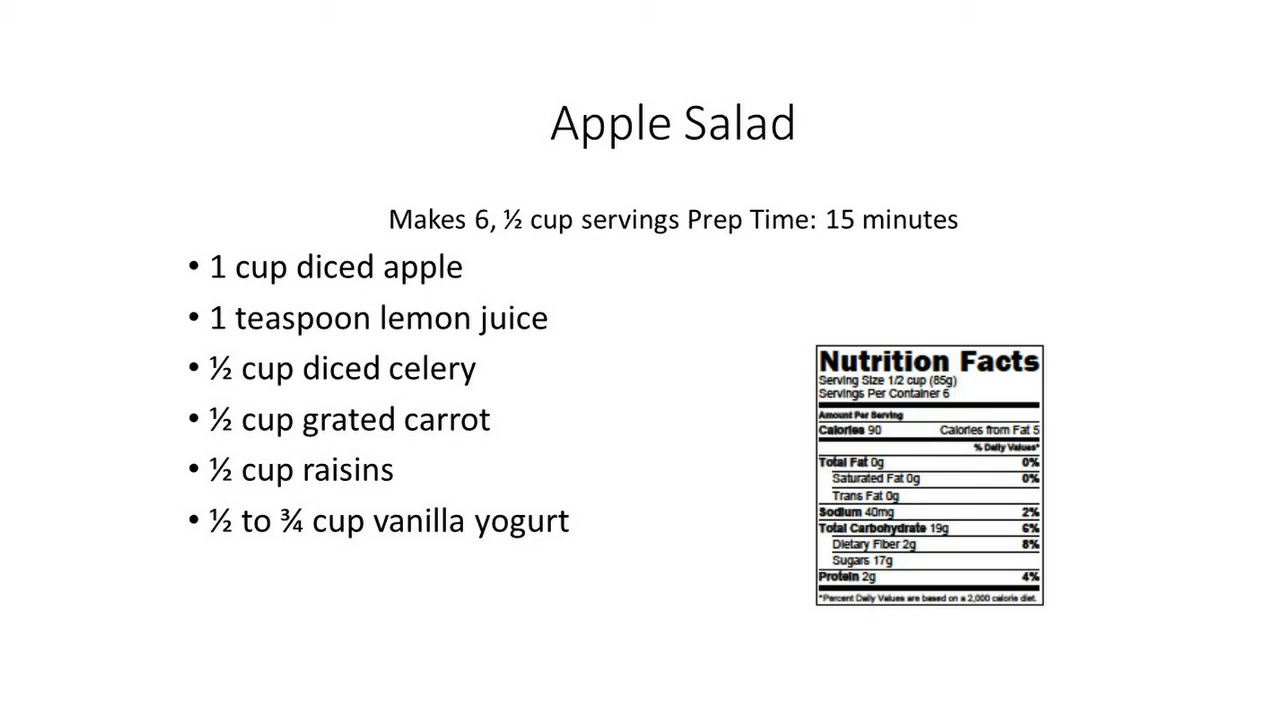 Apple Salad
Makes 6, ½ cup servings Prep Time: 15 minutes
• 1 cup diced apple
• 1 teaspoon lemon juice
• ½ cup diced celery
• ½ cup grated carrot
• ½ cup raisins
• ½ to ¾ cup vanilla yogurt
Nutrition Facts
Serving Size 1/2 cup (85g)
Servings Per Container 6
Amount Per Serving
Calories 90 Calories from Fat 5
% Daily Values*
Total Fat 0g 0%
Saturated Fat 0g 0%
Trans Fat 0g
Sodium 40mg 2%
Total Carbohydrate 19g 6%
Dietary Fiber 2g 8%
Sugars 17g
Protein 2g 4%
*Percent Daily Values are based on a 2,000 calorie diet.